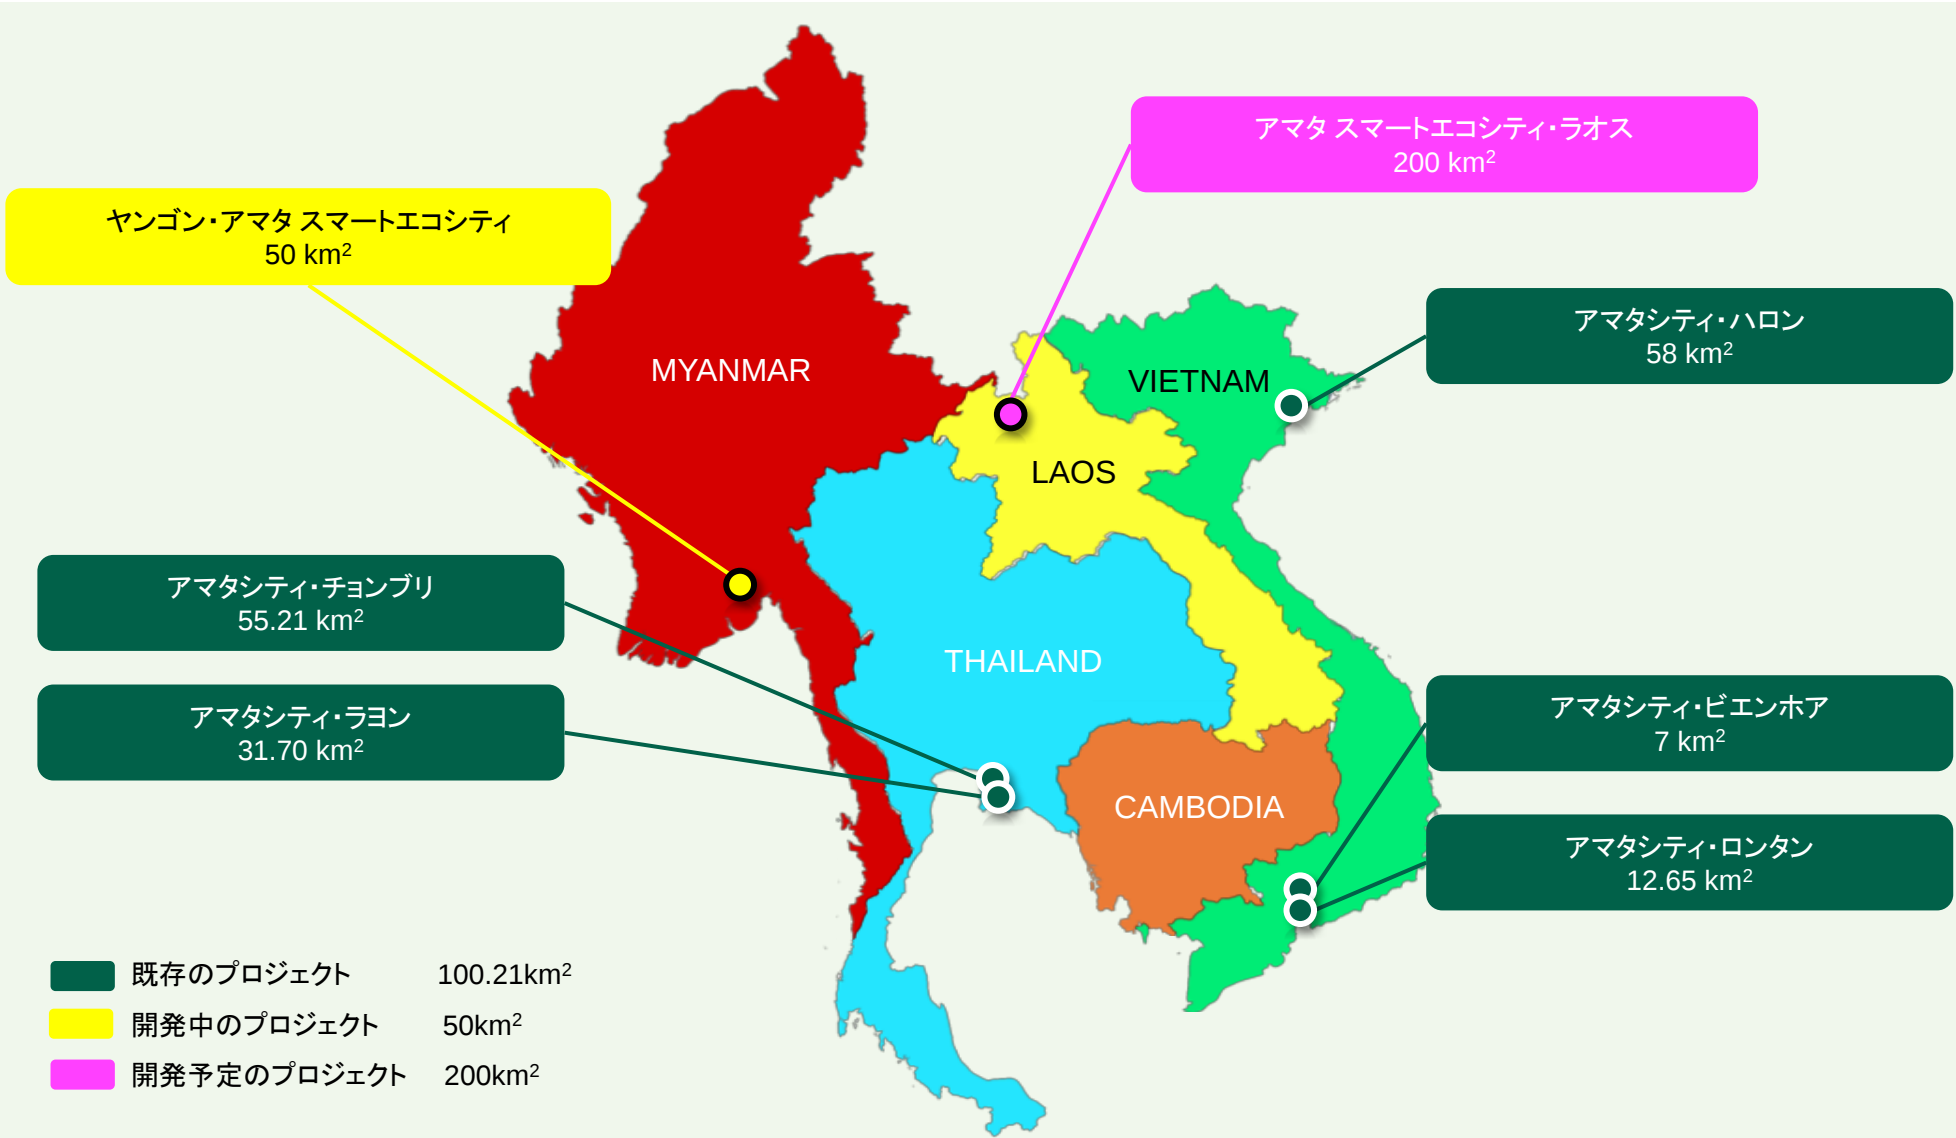 アマタ スマートエコシティ・ラオス
200 km²
ヤンゴン・アマタ スマートエコシティ
50 km²
アマタシティ・ハロン
58 km²
MYANMAR
VIETNAM
LAOS
アマタシティ・チョンブリ
55.21 km²
THAILAND
アマタシティ・ラヨン
31.70 km²
アマタシティ・ビエンホア
7 km²
CAMBODIA
アマタシティ・ロンタン
12.65 km²
既存のプロジェクト 100.21km²
開発中のプロジェクト 50km²
開発予定のプロジェクト 200km²